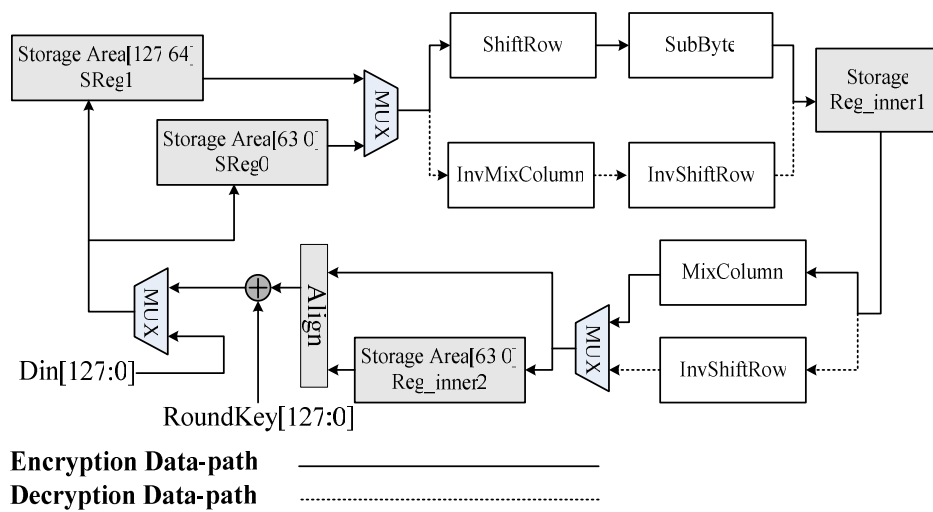 Storage Area[127 64]
SReg1
Storage Area[63 0]
SReg0
MUX
ShiftRow
SubByte
InvMixColumn
InvShiftRow
Storage
Reg_inner1
MixColumn
InvShiftRow
MUX
Storage Area[63 0]
Reg_inner2
Align
MUX
Din[127:0]
RoundKey[127:0]
Encryption Data-path
Decryption Data-path